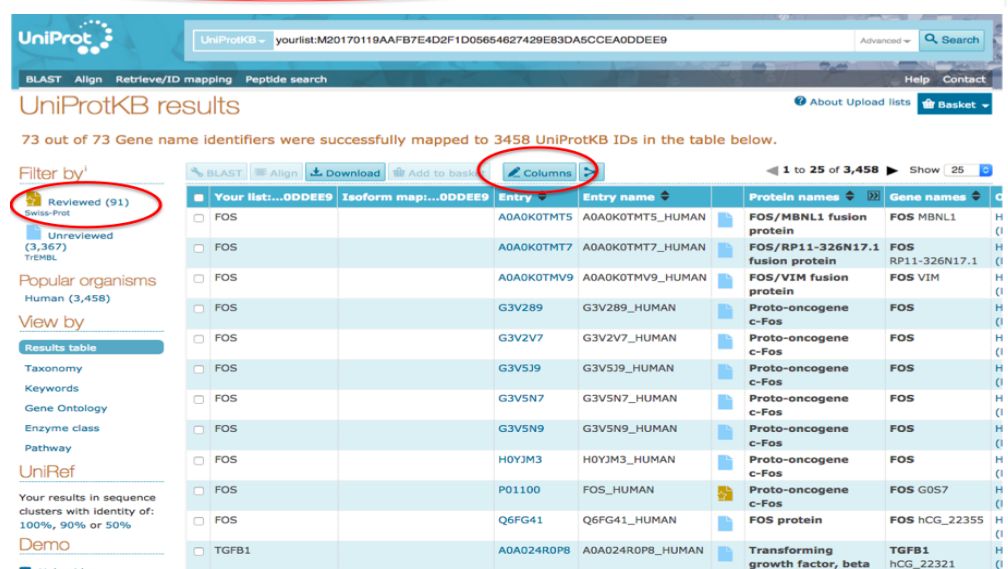 UniProt
UniProtKB yourlist:M20170119AAFB7E4D2F1D05654627429E83DA5CCEA0DDEE9 Advanced Search
BLAST Align Retrieve/ID mapping Peptide search Help Contact
UniProtKB results
About Upload lists Basket
73 out of 73 Gene name identifiers were successfully mapped to 3458 UniProtKB IDs in the table below.
Filter by i
BLAST Align Download Add to basket Columns 1 to 25 of 3,458 Show 25
Reviewed (91)
Swiss-Prot
Unreviewed
(3,367)
TrEMBL
Popular organisms
Human (3,458)
View by
Results table
Taxonomy
Keywords
Gene Ontology
Enzyme class
Pathway
UniRef
Your results in sequence
clusters with identity of:
100%, 90% or 50%
Demo
Your list:...0DDEE9 Isoform map:...0DDEE9 Entry Entry name Protein names Gene names
FOS A0A0K0TMT5 A0A0K0TMT5_HUMAN FOS/MBNL1 fusion FOS MBNL1
protein
FOS A0A0K0TMT7 A0A0K0TMT7_HUMAN FOS/RP11-326N17.1 FOS
fusion protein RP11-326N17.1
FOS A0A0K0TMV9 A0A0K0TMV9_HUMAN FOS/VIM fusion FOS VIM
protein
FOS G3V289 G3V289_HUMAN Proto-oncogene FOS
c-Fos
FOS G3V2V7 G3V2V7_HUMAN Proto-oncogene FOS
c-Fos
FOS G3V5J9 G3V5J9_HUMAN Proto-oncogene FOS
c-Fos
FOS G3V5N7 G3V5N7_HUMAN Proto-oncogene FOS
c-Fos
FOS G3V5N9 G3V5N9_HUMAN Proto-oncogene FOS
c-Fos
FOS H0YJM3 H0YJM3_HUMAN Proto-oncogene FOS
c-Fos
FOS P01100 FOS_HUMAN Proto-oncogene FOS G0S7
c-Fos
FOS Q6FG41 Q6FG41_HUMAN FOS protein FOS hCG_22355
TGFB1 A0A024R0P8 A0A024R0P8_HUMAN Transforming TGFB1
growth factor, beta hCG_22321